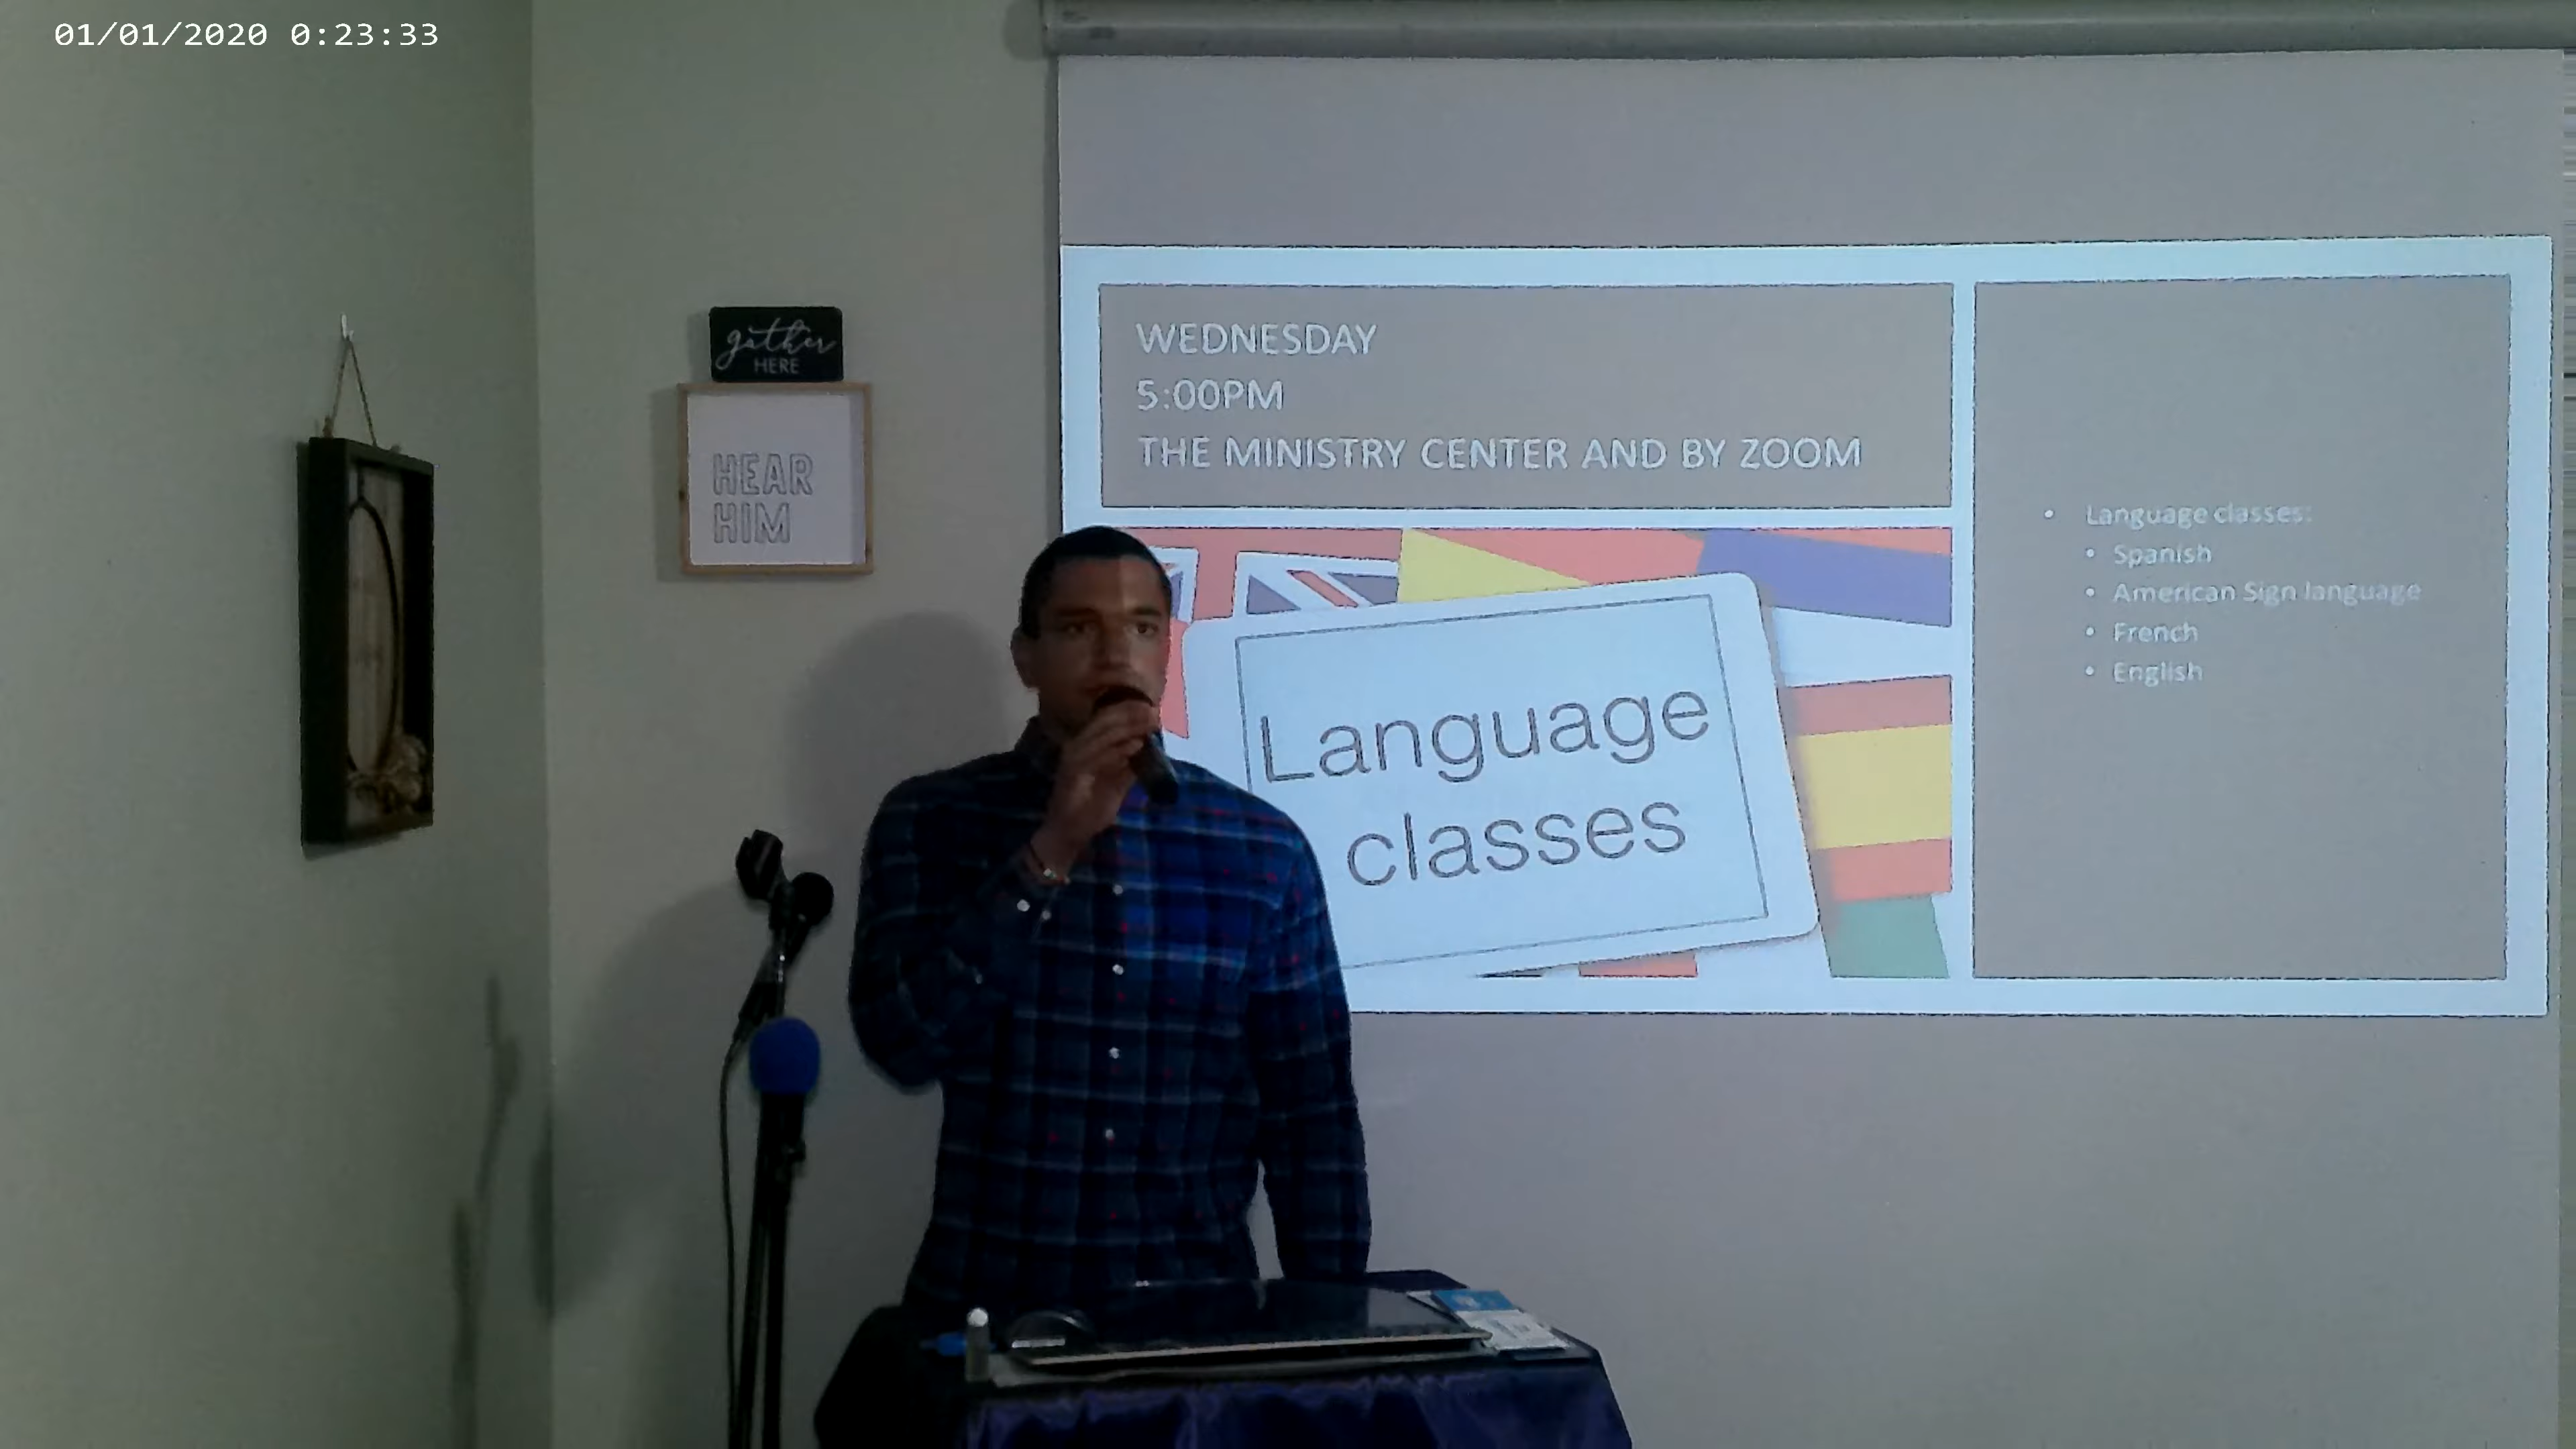 01/01/2020 0:23:33
gather
HERE
HEAR
HIM
WEDNESDAY
5:00PM
THE MINISTRY CENTER AND BY ZOOM
Language
classes
• Language classes:
• Spanish
• American Sign language
• French
• English